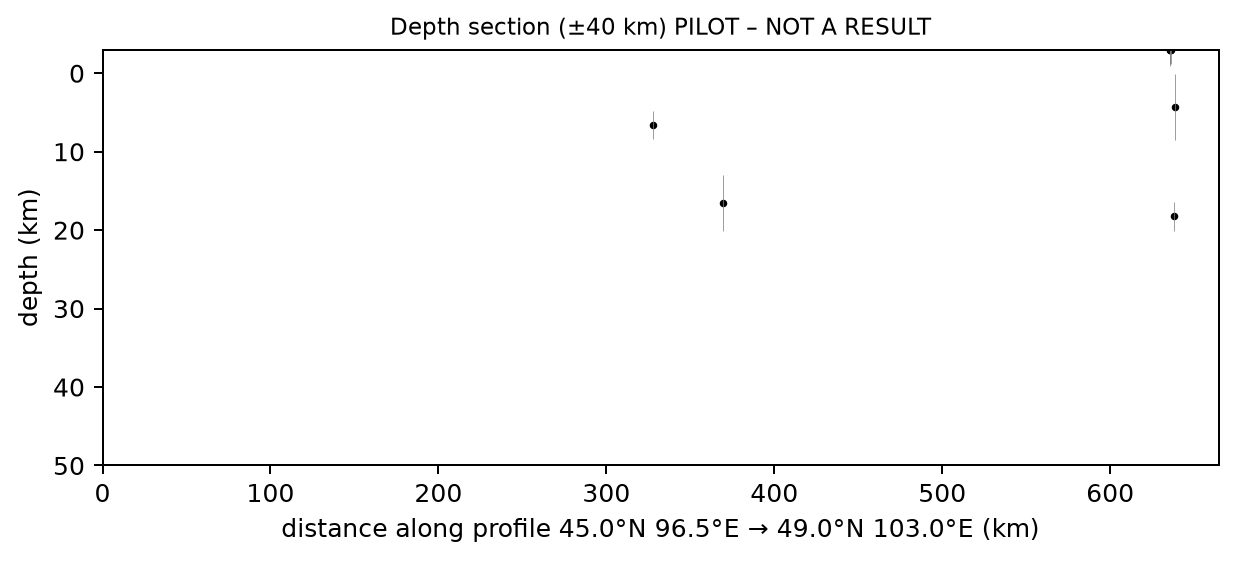 Depth section (±40 km) PILOT – NOT A RESULT
0
10
20
30
40
50
depth (km)
0 100 200 300 400 500 600
distance along profile 45.0°N 96.5°E → 49.0°N 103.0°E (km)